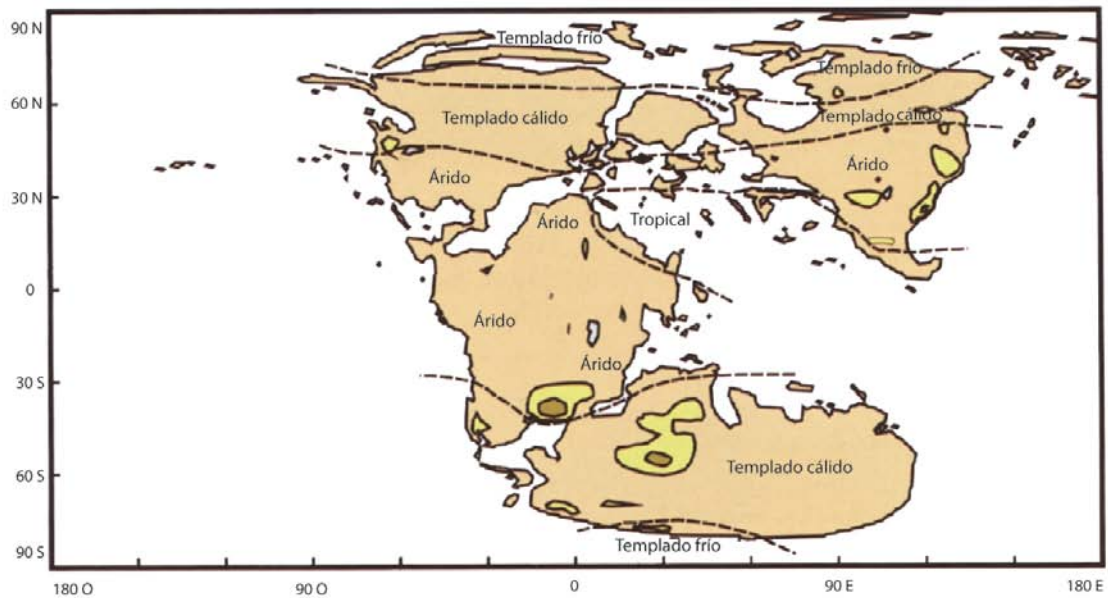 90 N
60 N
30 N
0
30 S
60 S
90 S
Templado frío
Templado frío
Templado cálido
Templado cálido
Árido
Árido
Árido
Tropical
Árido
Árido
Templado cálido
Templado frío
180 O
90 O
0
90 E
180 E